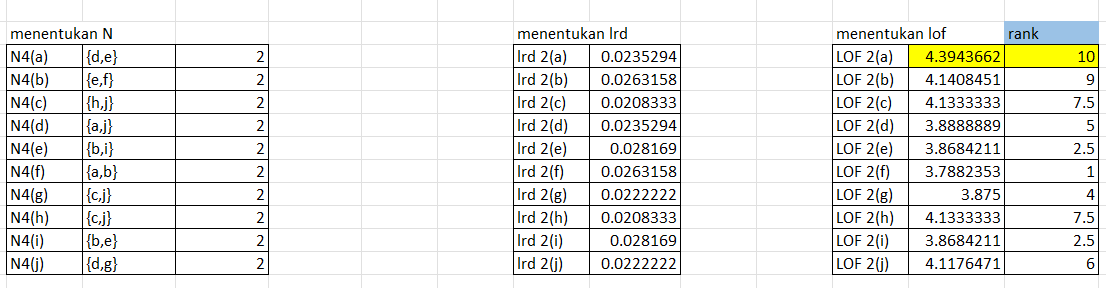 menentukan N menentukan lrd menentukan lof rank
N4(a) {d,e} 2 lrd 2(a) 0.0235294 LOF 2(a) 4.3943662 10
N4(b) {e,f} 2 lrd 2(b) 0.0263158 LOF 2(b) 4.1408451 9
N4(c) {h,j} 2 lrd 2(c) 0.0208333 LOF 2(c) 4.1333333 7.5
N4(d) {a,j} 2 lrd 2(d) 0.0235294 LOF 2(d) 3.8888889 5
N4(e) {b,i} 2 lrd 2(e) 0.028169 LOF 2(e) 3.8684211 2.5
N4(f) {a,b} 2 lrd 2(f) 0.0263158 LOF 2(f) 3.7882353 1
N4(g) {c,j} 2 lrd 2(g) 0.0222222 LOF 2(g) 3.875 4
N4(h) {c,j} 2 lrd 2(h) 0.0208333 LOF 2(h) 4.1333333 7.5
N4(i) {b,e} 2 lrd 2(i) 0.028169 LOF 2(i) 3.8684211 2.5
N4(j) {d,g} 2 lrd 2(j) 0.0222222 LOF 2(j) 4.1176471 6